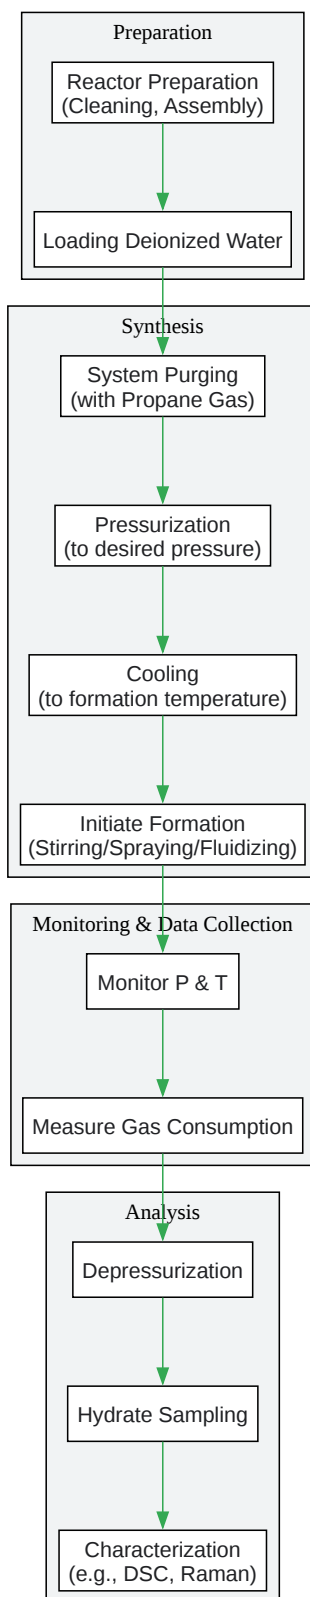 Preparation
Reactor Preparation
(Cleaning, Assembly)
Loading Deionized Water
Synthesis
System Purging
(with Propane Gas)
Pressurization
(to desired pressure)
Cooling
(to formation temperature)
Initiate Formation
(Stirring/Spraying/Fluidizing)
Monitoring & Data Collection
Monitor P & T
Measure Gas Consumption
Analysis
Depressurization
Hydrate Sampling
Characterization
(e.g., DSC, Raman)